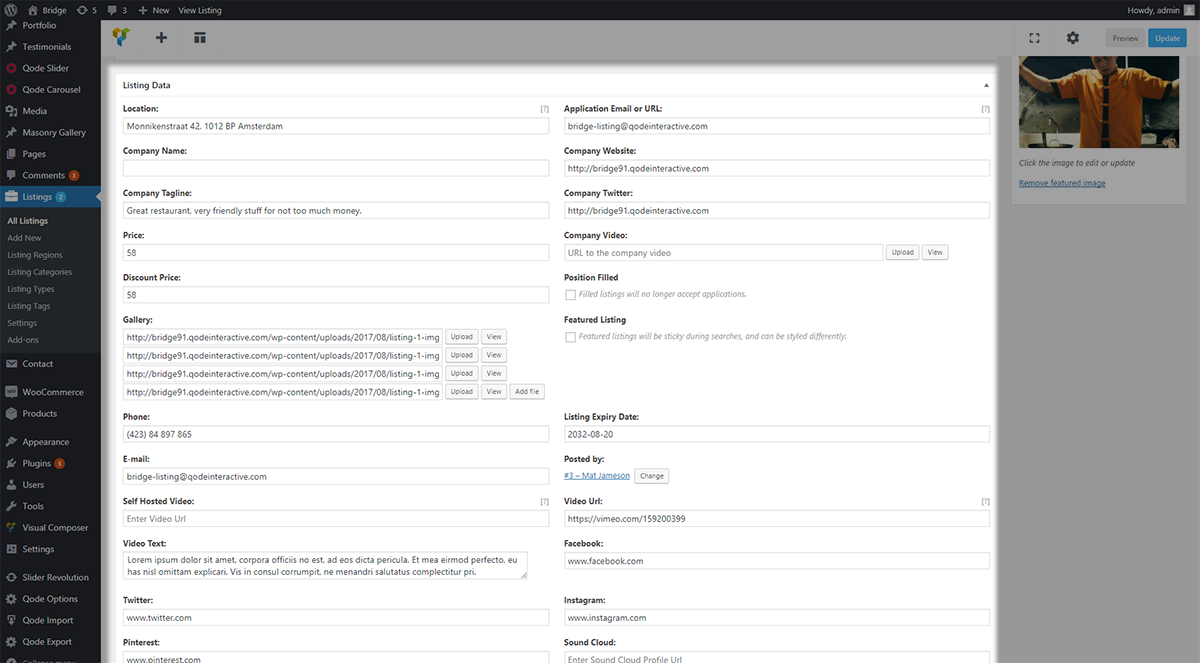 Bridge 5 3 New View Listing Howdy, admin
Portfolio
Testimonials
Qode Slider
Qode Carousel
Media
Masonry Gallery
Pages
Comments 3
Listings 2
All Listings
Add New
Listing Regions
Listing Categories
Listing Types
Listing Tags
Settings
Add-ons
Contact
WooCommerce
Products
Appearance
Plugins 5
Users
Tools
Visual Composer
Settings
Slider Revolution
Qode Options
Qode Import
Qode Export
Collapse menu
Preview Update
Listing Data
Location: [?]
Monnikenstraat 42, 1012 BP Amsterdam
Company Name:
Company Tagline:
Great restaurant, very friendly stuff for not too much money.
Price:
58
Discount Price:
58
Gallery:
http://bridge91.qodeinteractive.com/wp-content/uploads/2017/08/listing-1-img Upload View
http://bridge91.qodeinteractive.com/wp-content/uploads/2017/08/listing-1-img Upload View
http://bridge91.qodeinteractive.com/wp-content/uploads/2017/08/listing-1-img Upload View
http://bridge91.qodeinteractive.com/wp-content/uploads/2017/08/listing-1-img Upload View Add file
Phone:
(423) 84 897 865
E-mail:
bridge-listing@qodeinteractive.com
Self Hosted Video: [?]
Enter Video Url
Video Text:
Lorem ipsum dolor sit amet, corpora officiis no est, ad eos dicta pericula. Et mea eirmod perfecto, eu
has nisl omittam explicari. Vis in consul corrumpit, ne menandri salutatus complectitur pri.
Twitter:
www.twitter.com
Pinterest:
www.pinterest.com
Application Email or URL: [?]
bridge-listing@qodeinteractive.com
Company Website:
http://bridge91.qodeinteractive.com
Company Twitter:
http://bridge91.qodeinteractive.com
Company Video:
URL to the company video Upload View
Position Filled
Filled listings will no longer accept applications.
Featured Listing
Featured listings will be sticky during searches, and can be styled differently.
Listing Expiry Date:
2032-08-20
Posted by:
#3 – Mat Jameson Change
Video Url: [?]
https://vimeo.com/159200399
Facebook:
www.facebook.com
Instagram:
www.instagram.com
Sound Cloud:
Enter Sound Cloud Profile Url
Click the image to edit or update
Remove featured image